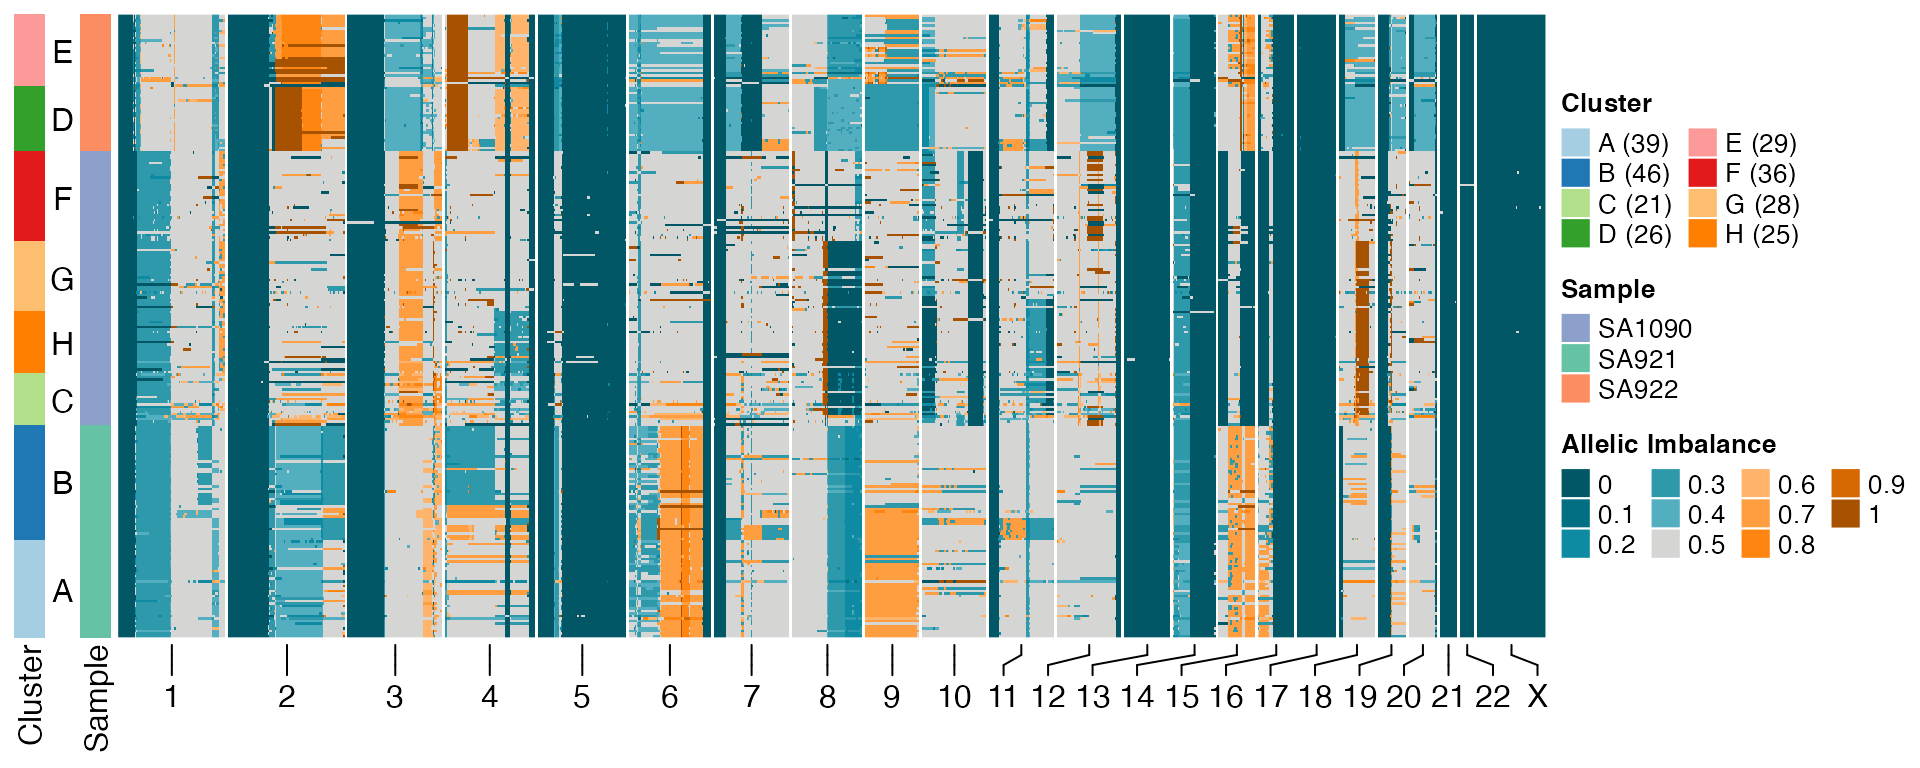 E
D
F
G
H
C
B
A
Cluster
Sample
1 2 3 4 5 6 7 8 9 10 11 12 13 14 15 16 17 18 19 20 21 22 X
Cluster
A (39) E (29)
B (46) F (36)
C (21) G (28)
D (26) H (25)
Sample
SA1090
SA921
SA922
Allelic Imbalance
0 0.3 0.6 0.9
0.1 0.4 0.7 1
0.2 0.5 0.8